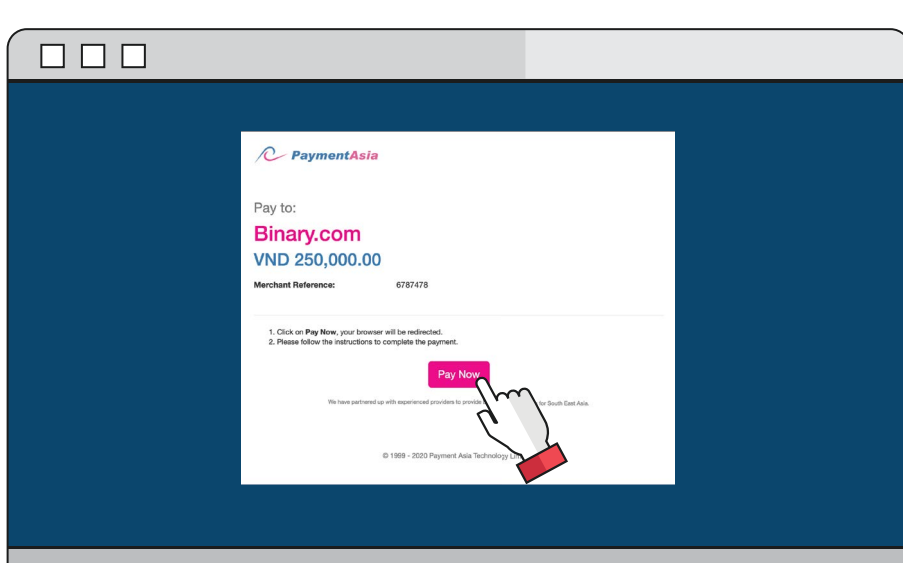 PaymentAsia
Pay to:
Binary.com
VND 250,000.00
Merchant Reference: 6787478
1. Click on Pay Now, your browser will be redirected.
2. Please follow the instructions to complete the payment.
Pay Now
We have partnered up with experienced providers to provide for South East Asia.
© 1999 - 2020 Payment Asia Technology